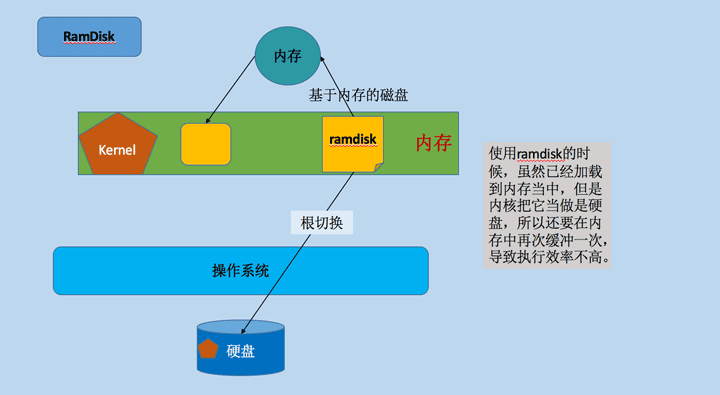 RamDisk
内存
基于内存的磁盘
Kernel
ramdisk
内存
使用ramdisk的时
候，虽然已经加载
到内存当中，但是
内核把它当做是硬
盘，所以还要在内
存中再次缓冲一次，
导致执行效率不高。
根切换
操作系统
硬盘